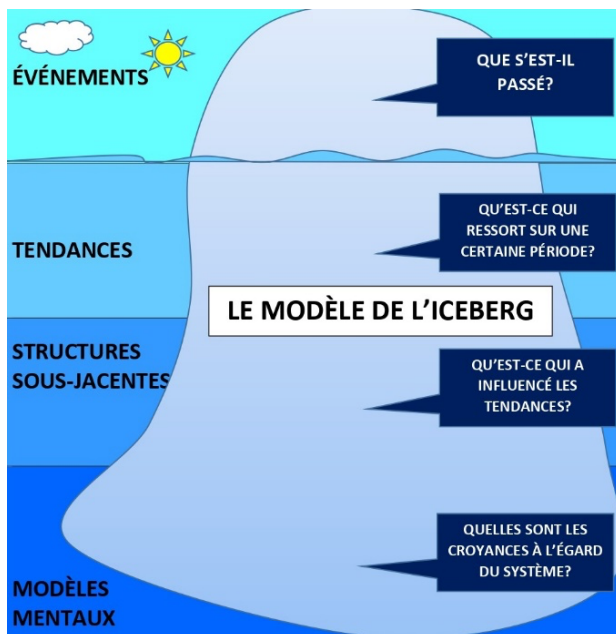 ÉVÉNEMENTS
QUE S’EST-IL
PASSÉ?
TENDANCES
QU’EST-CE QUI
RESSORT SUR UNE
CERTAINE PÉRIODE?
LE MODÈLE DE L’ICEBERG
STRUCTURES
SOUS-JACENTES
QU’EST-CE QUI A
INFLUENCÉ LES
TENDANCES?
MODÈLES
MENTAUX
QUELLES SONT LES
CROYANCES À L’ÉGARD
DU SYSTÈME?